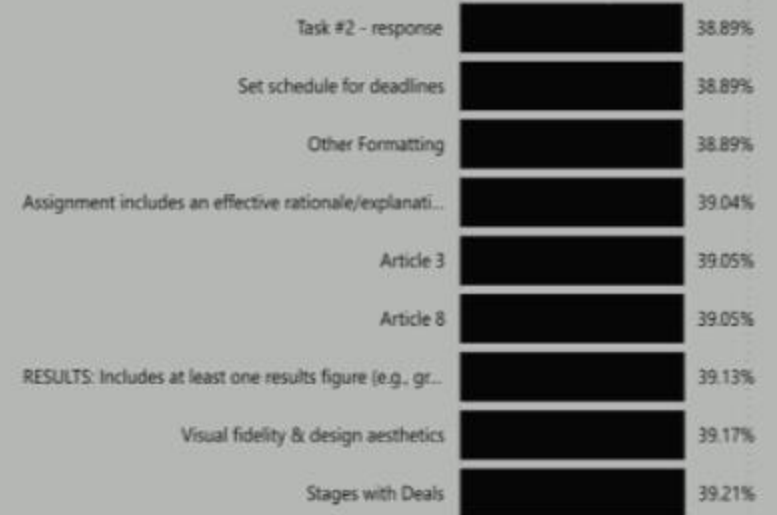 Task #2 - response 38.89%
Set schedule for deadlines 38.89%
Other Formatting 38.89%
Assignment includes an effective rationale/explanati... 39.04%
Article 3 39.05%
Article 8 39.05%
RESULTS: Includes at least one results figure (e.g., gr... 39.13%
Visual fidelity & design aesthetics 39.17%
Stages with Deals 39.21%